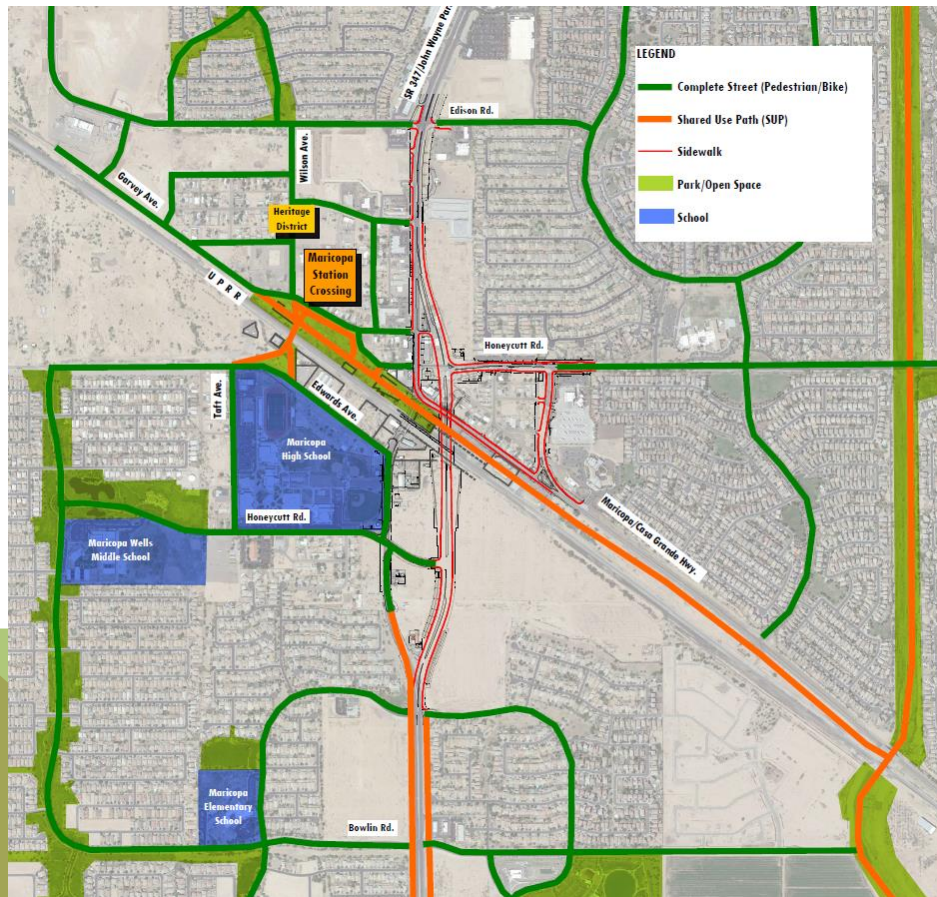 SR 347/John Wayne Par
LEGEND
Complete Street (Pedestrian/Bike)
Shared Use Path (SUP)
Sidewalk
Park/Open Space
School
Edison Rd.
Wilson Ave.
Garvey Ave.
Heritage
District
Maricopa
Station
Crossing
UPRR
Honeycutt Rd.
Taft Ave.
Edwards Ave.
Maricopa
High School
Maricopa/Casa Grande Hwy.
Honeycutt Rd.
Maricopa Wells
Middle School
Maricopa
Elementary
School
Bowlin Rd.